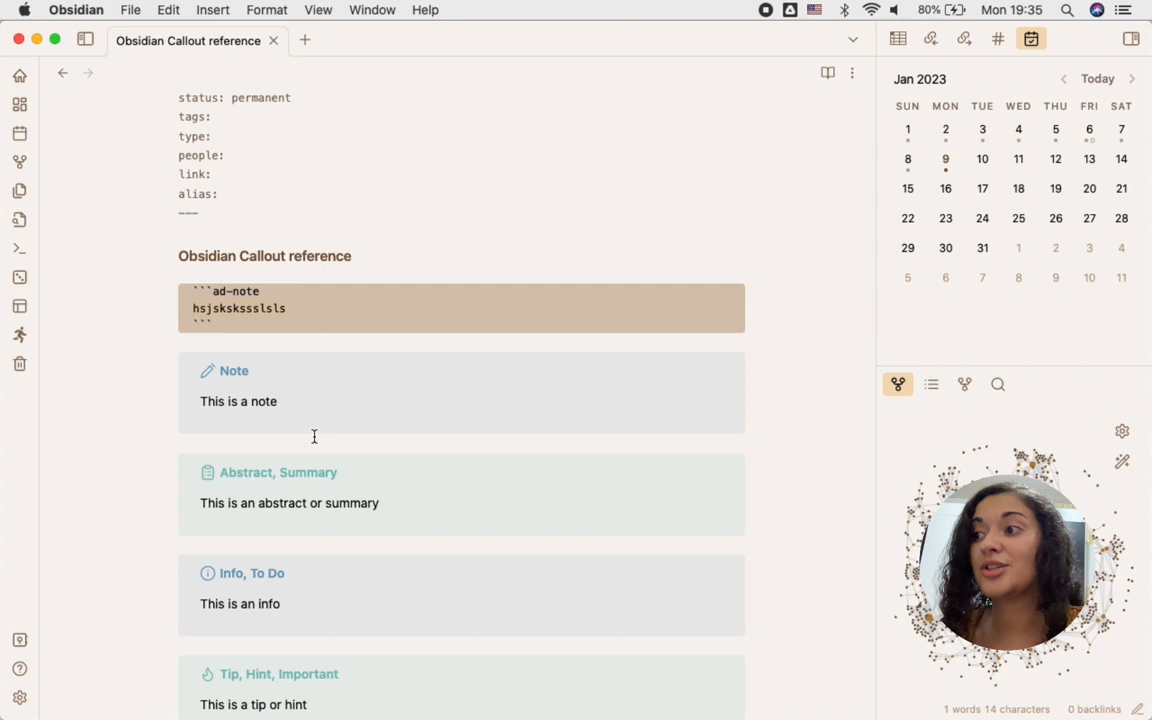 Obsidian File Edit Insert Format View Window Help 80% Mon 19:35
Obsidian Callout reference
Jan 2023 Today
SUN MON TUE WED THU FRI SAT
1 2 3 4 5 6 7
8 9 10 11 12 13 14
15 16 17 18 19 20 21
22 23 24 25 26 27 28
29 30 31 1 2 3 4
5 6 7 8 9 10 11
status: permanent
tags:
type:
people:
link:
alias:
---
Obsidian Callout reference
```ad-note
hsjskskssslsls
```
Note
This is a note
Abstract, Summary
This is an abstract or summary
Info, To Do
This is an info
Tip, Hint, Important
This is a tip or hint
1 words 14 characters 0 backlinks